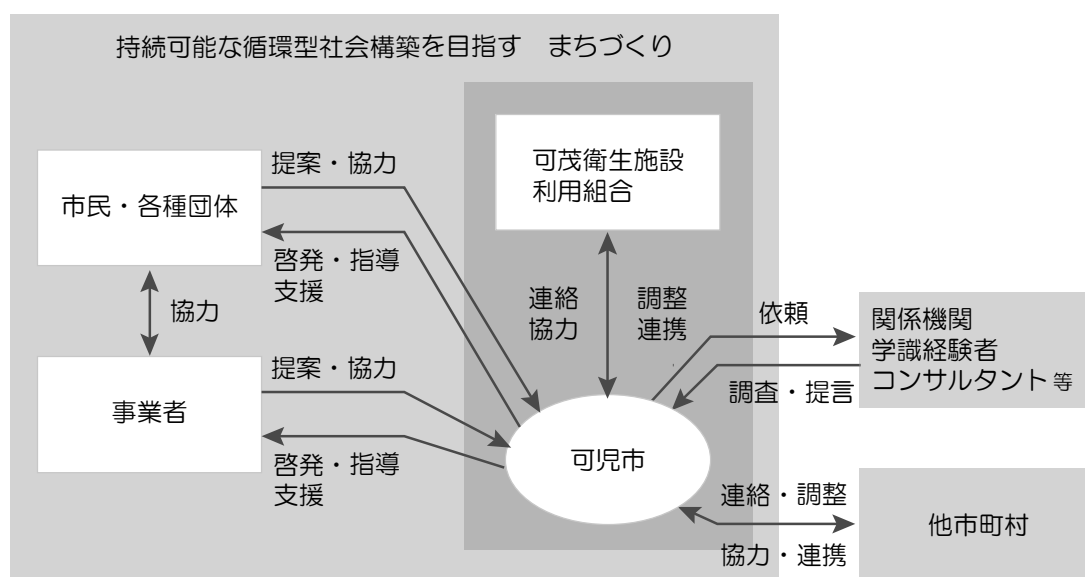 持続可能な循環型社会構築を目指す　まちづくり
可茂衛生施設
利用組合
提案・協力
市民・各種団体
啓発・指導
支援
協力
連絡
協力
調整
連携
依頼
関係機関
学識経験者
コンサルタント 等
調査・提言
提案・協力
事業者
啓発・指導
支援
可児市
連絡・調整
協力・連携
他市町村